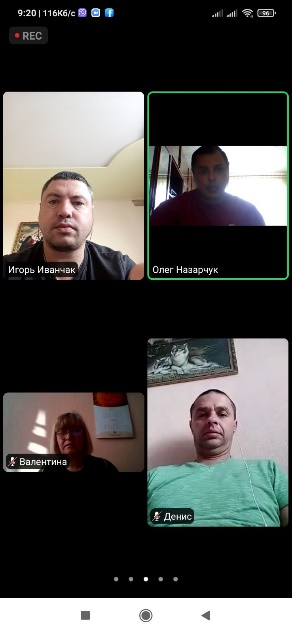 9:20 | 116Кб/с
96
REC
Игорь Иванчак
Олег Назарчук
Валентина
Денис